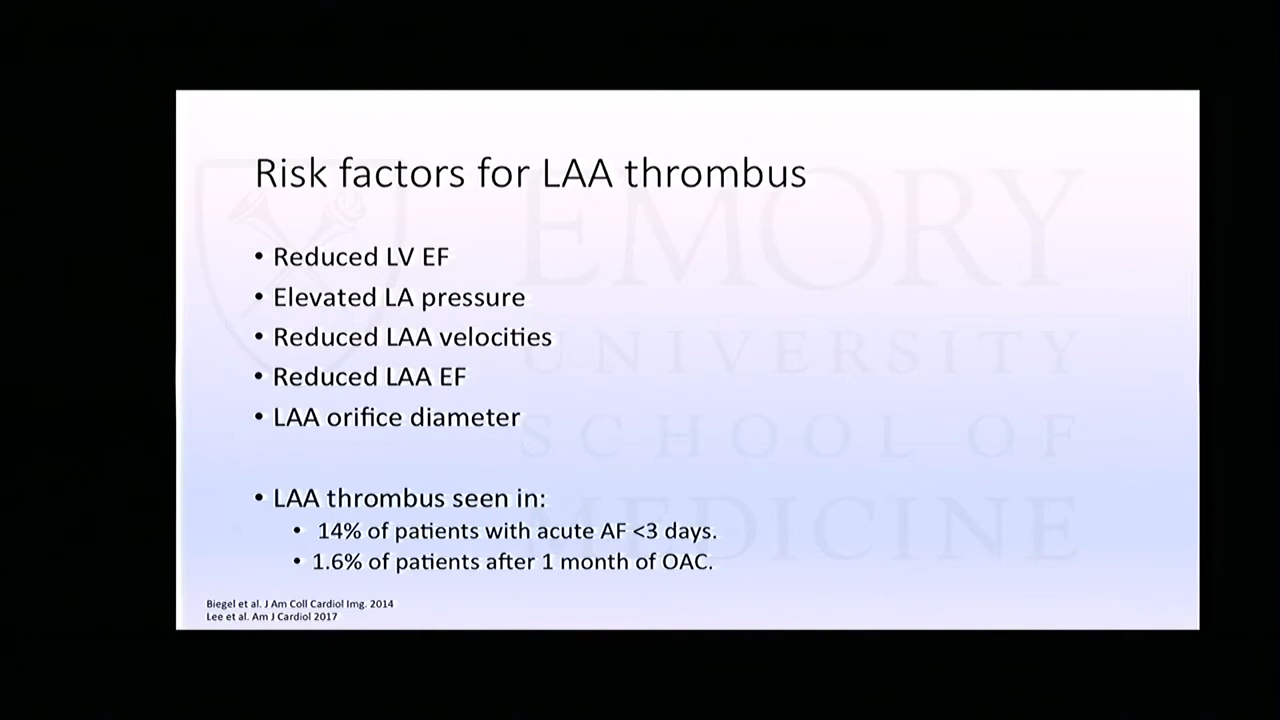 Risk factors for LAA thrombus
• Reduced LV EF
• Elevated LA pressure
• Reduced LAA velocities
• Reduced LAA EF
• LAA orifice diameter
• LAA thrombus seen in:
• 14% of patients with acute AF <3 days.
• 1.6% of patients after 1 month of OAC.
Biegel et al. J Am Coll Cardiol Img. 2014
Lee et al. Am J Cardiol 2017
EMORY
UNIVERSITY
SCHOOL OF
MEDICINE